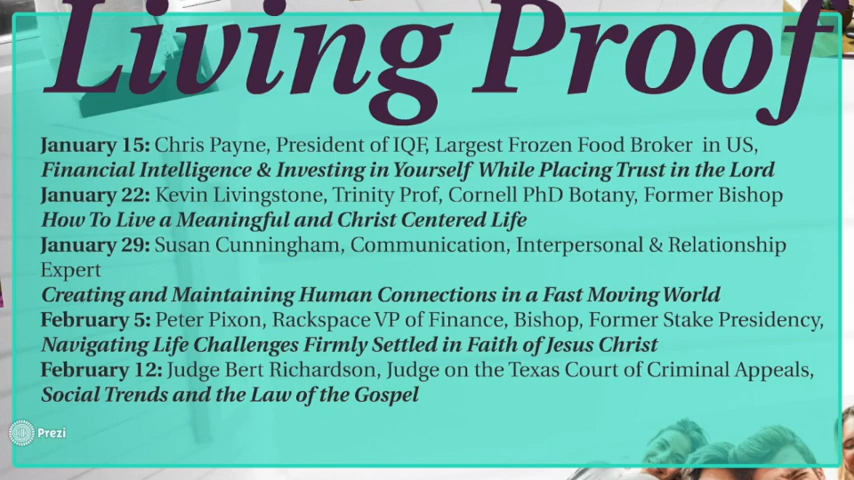 Living Proof
January 15: Chris Payne, President of IQF, Largest Frozen Food Broker in US,
Financial Intelligence & Investing in Yourself While Placing Trust in the Lord
January 22: Kevin Livingstone, Trinity Prof, Cornell PhD Botany, Former Bishop
How To Live a Meaningful and Christ Centered Life
January 29: Susan Cunningham, Communication, Interpersonal & Relationship
Expert
Creating and Maintaining Human Connections in a Fast Moving World
February 5: Peter Pixon, Rackspace VP of Finance, Bishop, Former Stake Presidency,
Navigating Life Challenges Firmly Settled in Faith of Jesus Christ
February 12: Judge Bert Richardson, Judge on the Texas Court of Criminal Appeals,
Social Trends and the Law of the Gospel
Prezi